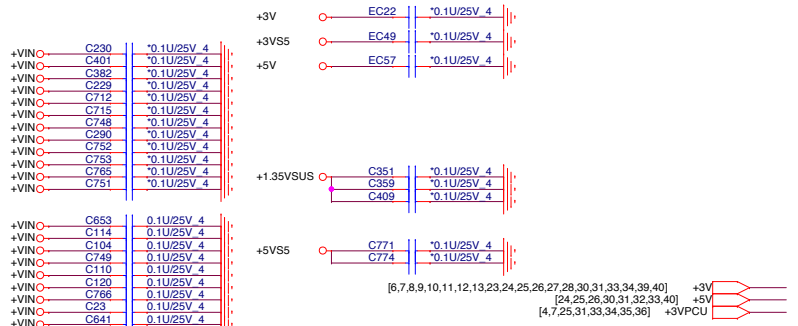 +3V EC22 *0.1U/25V_4
+3VS5 EC49 *0.1U/25V_4
+5V EC57 *0.1U/25V_4
+VIN C230 *0.1U/25V_4
+VIN C401 *0.1U/25V_4
+VIN C382 *0.1U/25V_4
+VIN C229 *0.1U/25V_4
+VIN C712 *0.1U/25V_4
+VIN C715 *0.1U/25V_4
+VIN C748 *0.1U/25V_4
+VIN C290 *0.1U/25V_4
+VIN C752 *0.1U/25V_4
+VIN C753 *0.1U/25V_4
+VIN C765 *0.1U/25V_4
+VIN C751 *0.1U/25V_4
+1.35VSUS C351 *0.1U/25V_4
C359 *0.1U/25V_4
C409 *0.1U/25V_4
+VIN C653 0.1U/25V_4
+VIN C114 0.1U/25V_4
+VIN C104 0.1U/25V_4
+VIN C749 0.1U/25V_4
+VIN C110 0.1U/25V_4
+VIN C120 0.1U/25V_4
+VIN C766 0.1U/25V_4
+VIN C23 0.1U/25V_4
+VIN C641 0.1U/25V_4
+5VS5 C771 *0.1U/25V_4
C774 *0.1U/25V_4
[6,7,8,9,10,11,12,13,23,24,25,26,27,28,30,31,33,34,39,40] +3V
[24,25,26,30,31,32,33,40] +5V
[4,7,25,31,33,34,35,36] +3VPCU